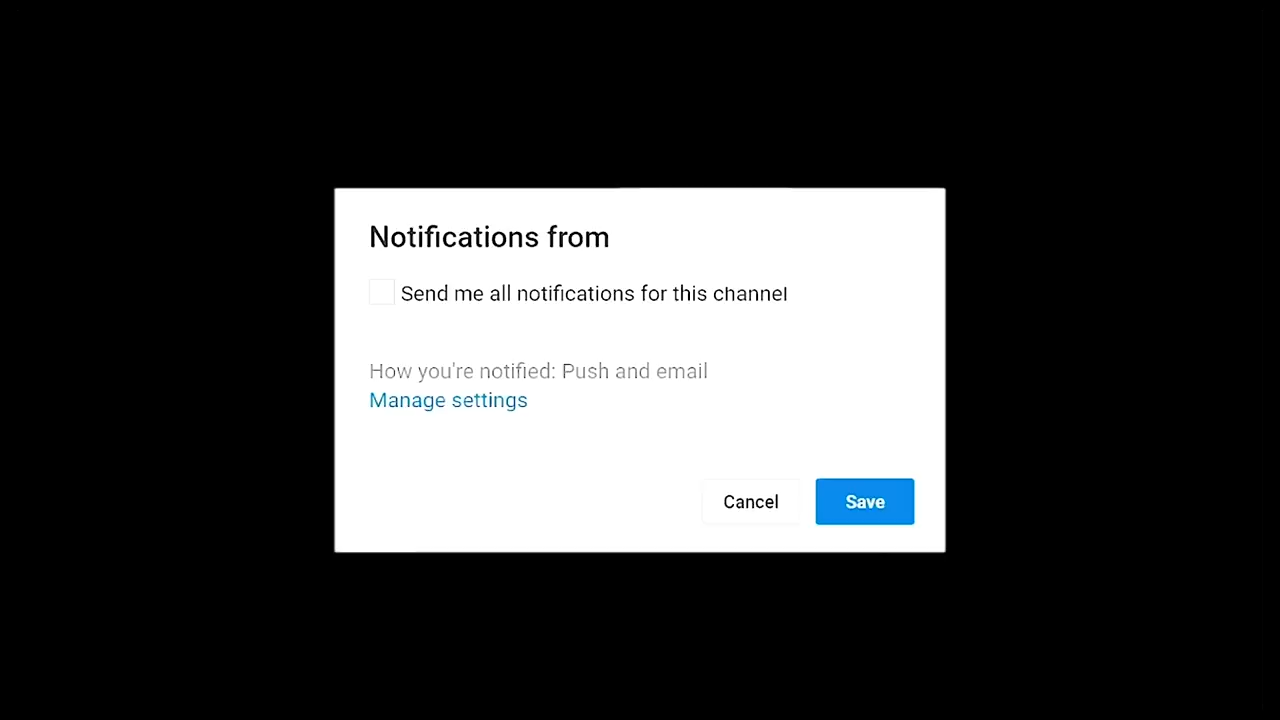 Notifications from
Send me all notifications for this channel
How you're notified: Push and email
Manage settings
Cancel
Save